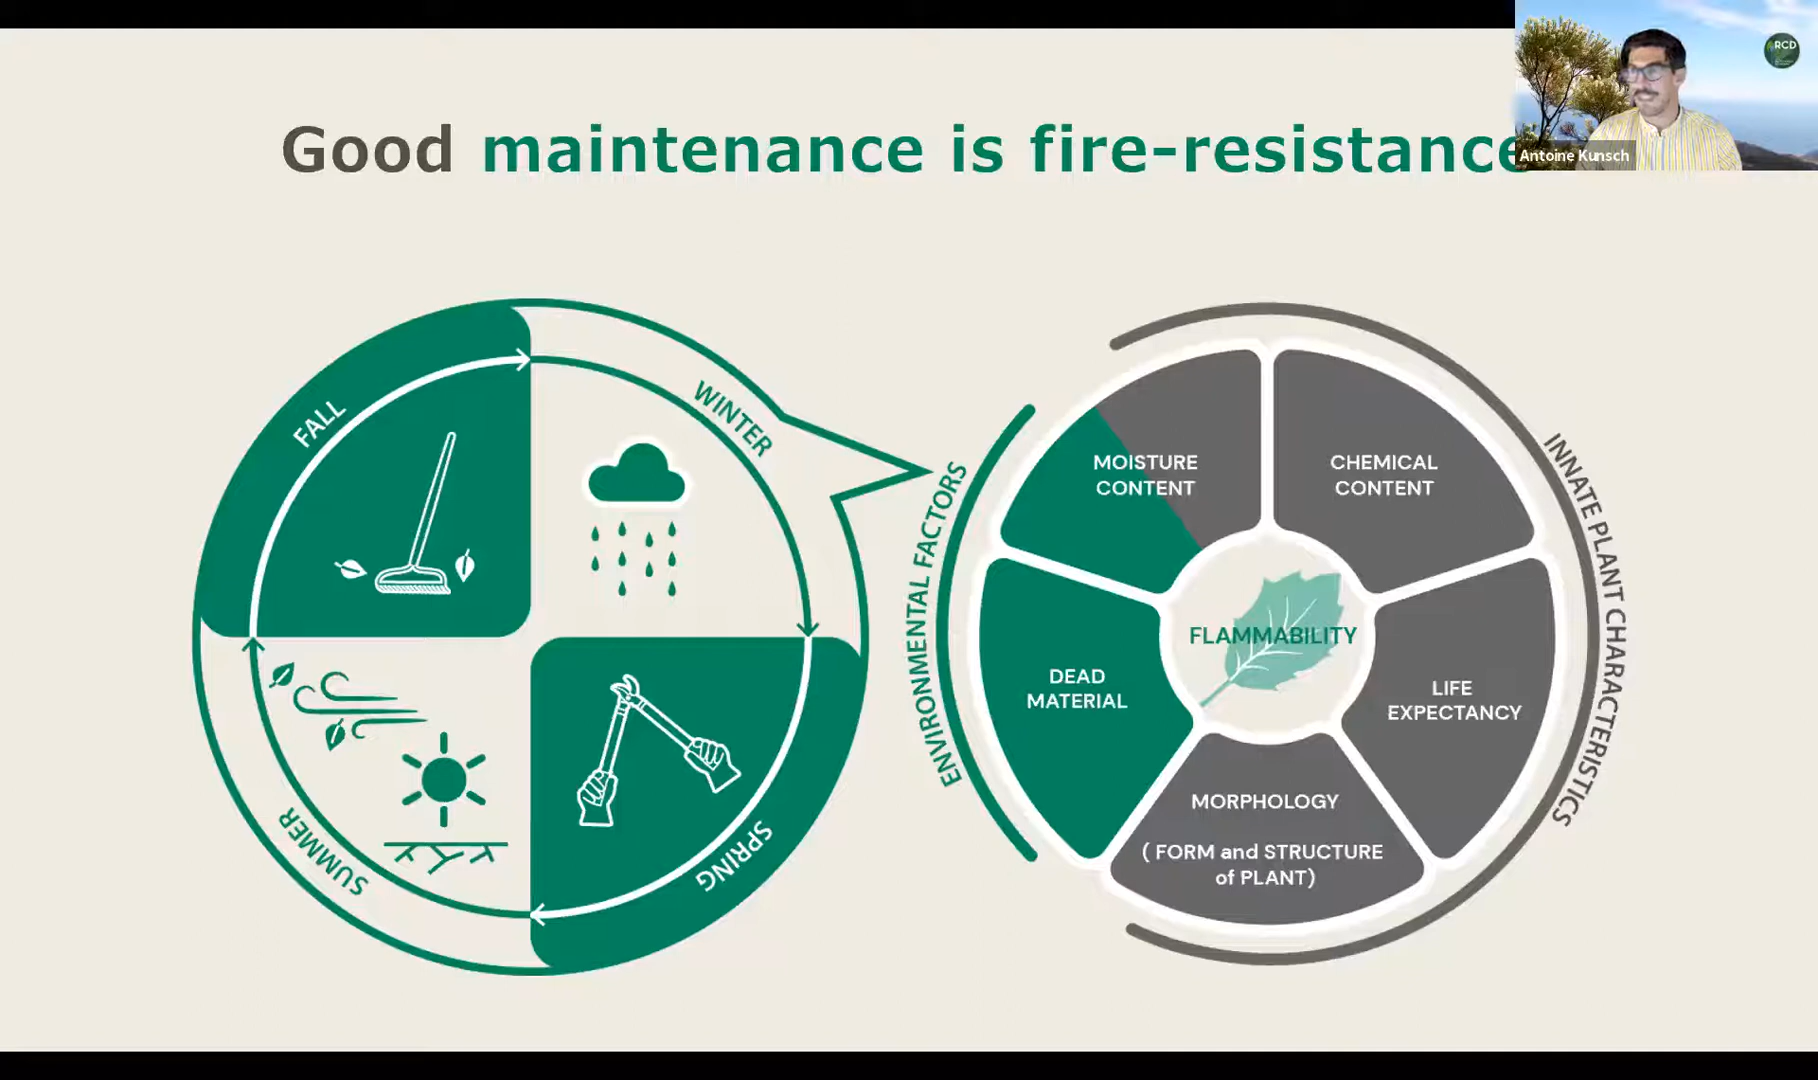 RCD
Antoine Kunsch
Good maintenance is fire-resistance
FALL
WINTER
SUMMER
SPRING
ENVIRONMENTAL FACTORS
INNATE PLANT CHARACTERISTICS
MOISTURE
CONTENT
CHEMICAL
CONTENT
FLAMMABILITY
DEAD
MATERIAL
LIFE
EXPECTANCY
MORPHOLOGY
( FORM and STRUCTURE
of PLANT)